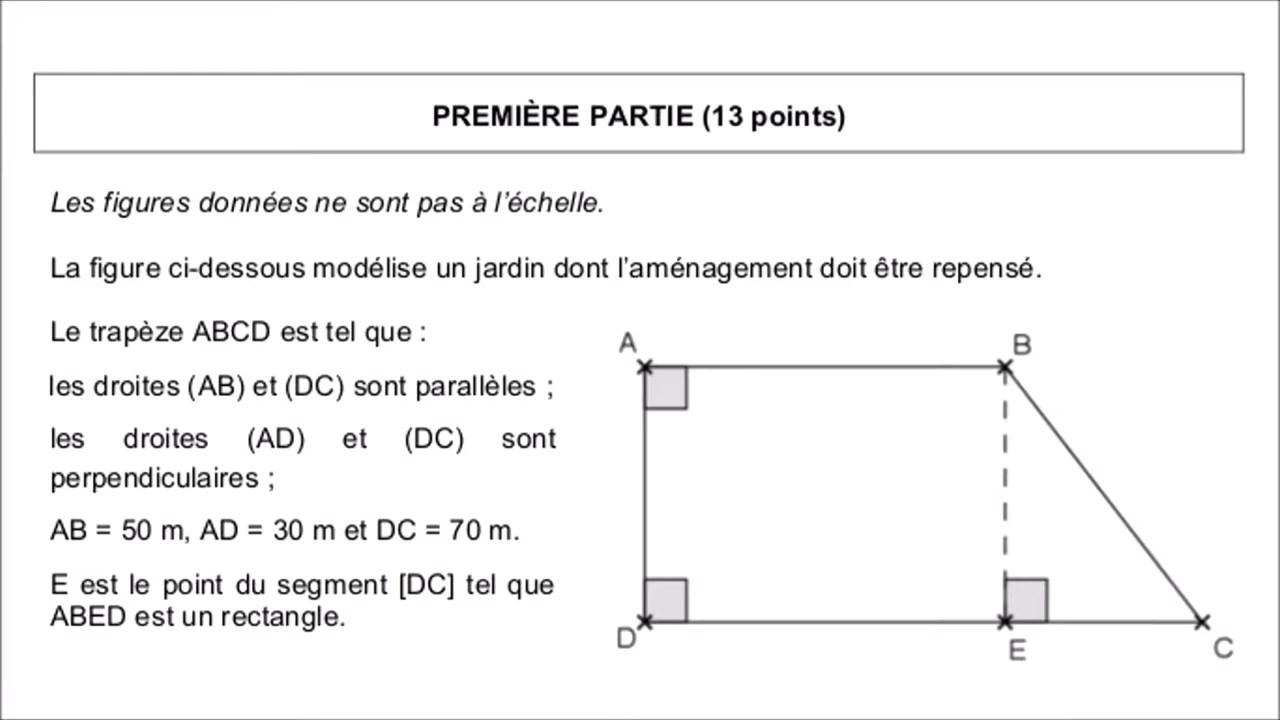 PREMIÈRE PARTIE (13 points)
Les figures données ne sont pas à l'échelle.
La figure ci-dessous modélise un jardin dont l'aménagement doit être repensé.
Le trapèze ABCD est tel que :
les droites (AB) et (DC) sont parallèles ;
les droites (AD) et (DC) sont
perpendiculaires ;
AB = 50 m, AD = 30 m et DC = 70 m.
E est le point du segment [DC] tel que
ABED est un rectangle.
A
B
D
E
C